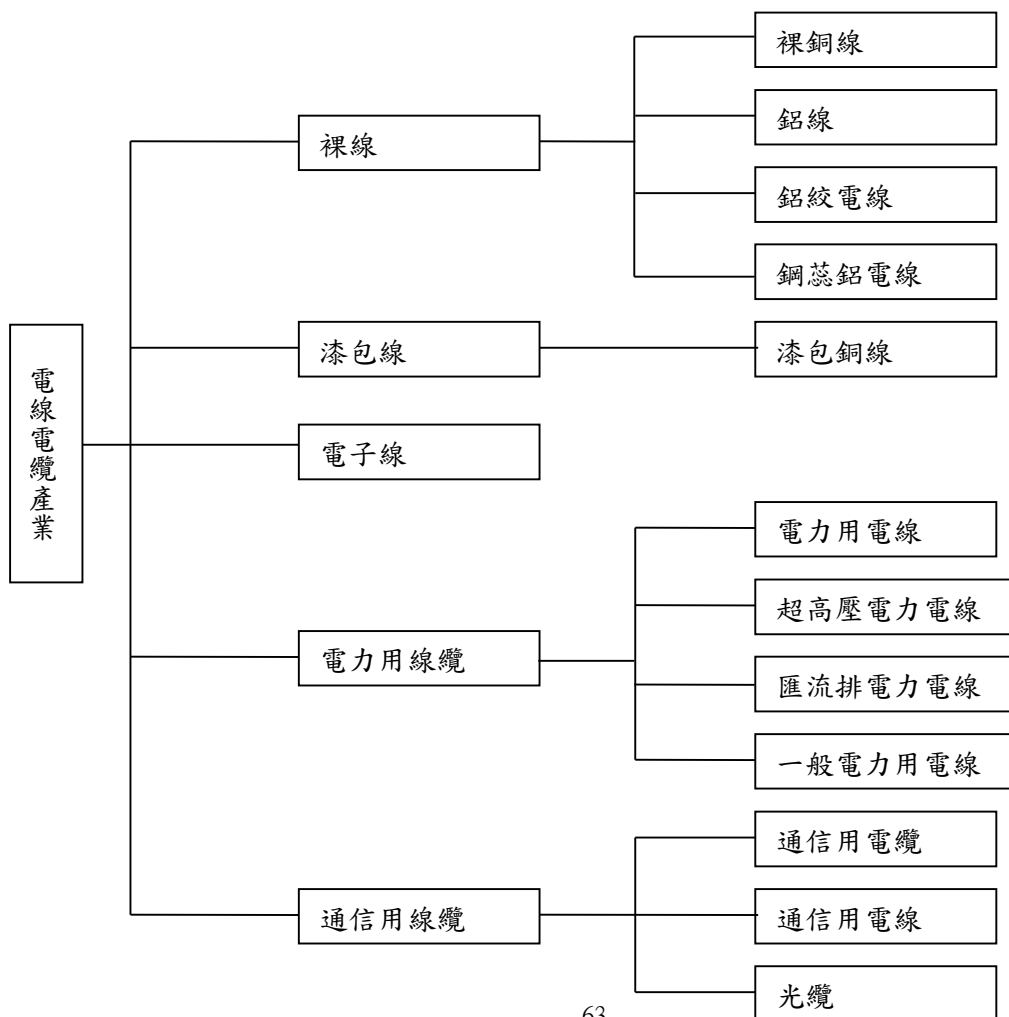 電線電纜產業
裸線
裸銅線
鋁線
鋁絞電線
鋼蕊鋁電線
漆包線
漆包銅線
電子線
電力用線纜
電力用電線
超高壓電力電線
匯流排電力電線
一般電力用電線
通信用線纜
通信用電纜
通信用電線
光纜
63